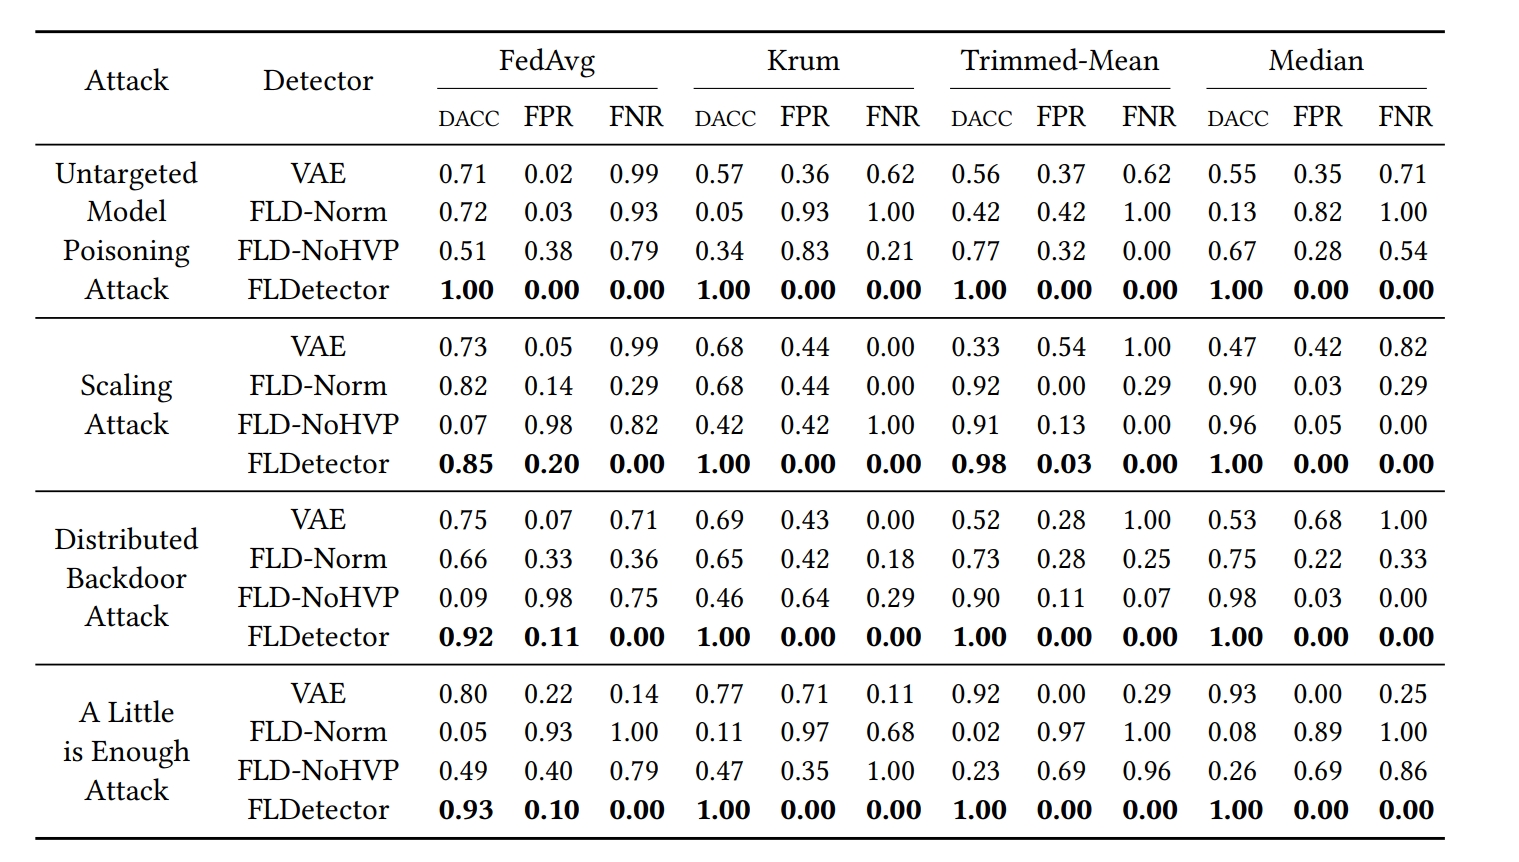 Attack Detector FedAvg Krum Trimmed-Mean Median
DACC FPR FNR DACC FPR FNR DACC FPR FNR DACC FPR FNR
Untargeted VAE 0.71 0.02 0.99 0.57 0.36 0.62 0.56 0.37 0.62 0.55 0.35 0.71
Model FLD-Norm 0.72 0.03 0.93 0.05 0.93 1.00 0.42 0.42 1.00 0.13 0.82 1.00
Poisoning FLD-NoHVP 0.51 0.38 0.79 0.34 0.83 0.21 0.77 0.32 0.00 0.67 0.28 0.54
Attack FLDetector 1.00 0.00 0.00 1.00 0.00 0.00 1.00 0.00 0.00 1.00 0.00 0.00
VAE 0.73 0.05 0.99 0.68 0.44 0.00 0.33 0.54 1.00 0.47 0.42 0.82
Scaling FLD-Norm 0.82 0.14 0.29 0.68 0.44 0.00 0.92 0.00 0.29 0.90 0.03 0.29
Attack FLD-NoHVP 0.07 0.98 0.82 0.42 0.42 1.00 0.91 0.13 0.00 0.96 0.05 0.00
FLDetector 0.85 0.20 0.00 1.00 0.00 0.00 0.98 0.03 0.00 1.00 0.00 0.00
VAE 0.75 0.07 0.71 0.69 0.43 0.00 0.52 0.28 1.00 0.53 0.68 1.00
Distributed
FLD-Norm 0.66 0.33 0.36 0.65 0.42 0.18 0.73 0.28 0.25 0.75 0.22 0.33
Backdoor
FLD-NoHVP 0.09 0.98 0.75 0.46 0.64 0.29 0.90 0.11 0.07 0.98 0.03 0.00
Attack
FLDetector 0.92 0.11 0.00 1.00 0.00 0.00 1.00 0.00 0.00 1.00 0.00 0.00
VAE 0.80 0.22 0.14 0.77 0.71 0.11 0.92 0.00 0.29 0.93 0.00 0.25
A Little
FLD-Norm 0.05 0.93 1.00 0.11 0.97 0.68 0.02 0.97 1.00 0.08 0.89 1.00
is Enough
FLD-NoHVP 0.49 0.40 0.79 0.47 0.35 1.00 0.23 0.69 0.96 0.26 0.69 0.86
Attack
FLDetector 0.93 0.10 0.00 1.00 0.00 0.00 1.00 0.00 0.00 1.00 0.00 0.00